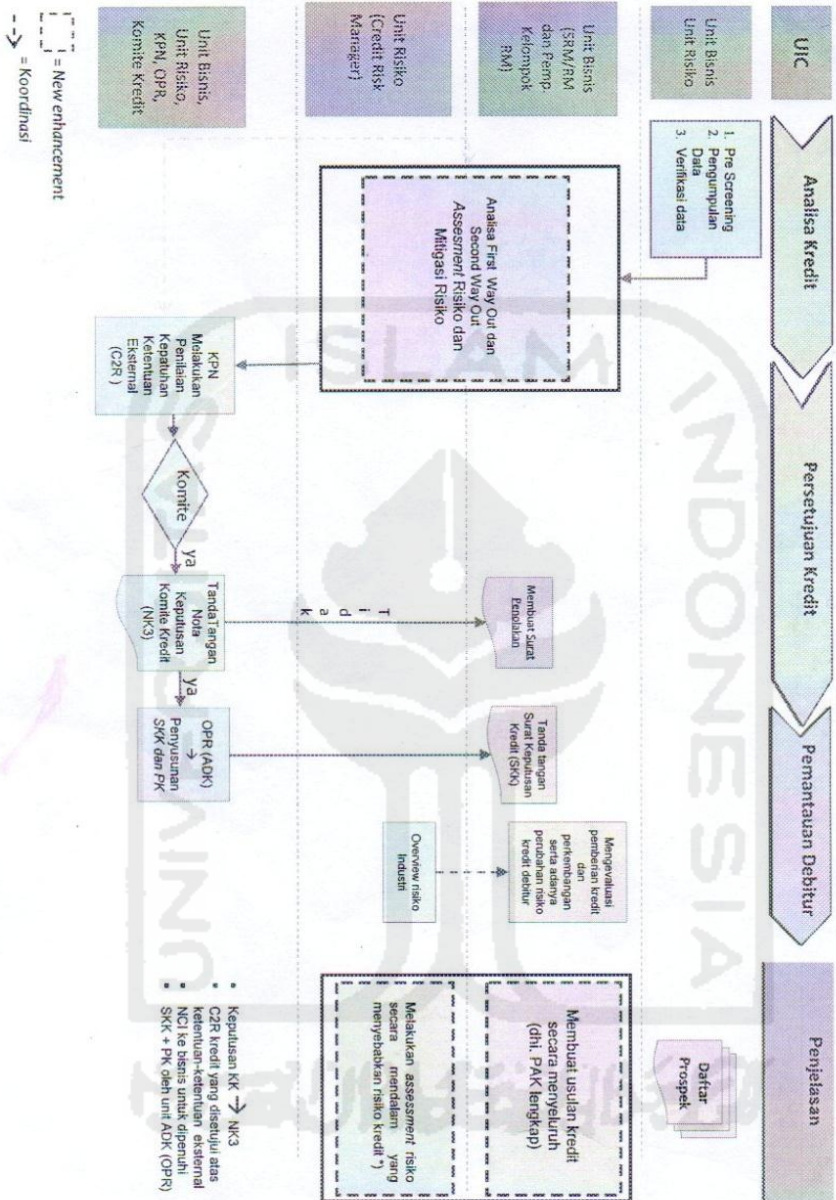 UIC
Analisa Kredit
Persetujuan Kredit
Pemantauan Debitur
Penjelasan
Unit Bisnis
Unit Risiko
1. Pre Screening
2. Pengumpulan
Data
3. Verifikasi data
Daftar
Prospek
Unit Bisnis
(SRM/RM
dan Pemp.
Kelompok
RM)
Analisa First Way Out dan
Second Way Out
Assesment Risiko dan
Mitigasi Risiko
Membuat Surat
Penolakan
Tanda tangan
Surat Keputusan
Kredit (SKK)
Mengevaluasi
pemberian kredit
dan
perkembangan
serta adanya
perubahan risiko
kredit debitur
Membuat usulan kredit
secara menyeluruh
(dhi. PAK lengkap)
Unit Risiko
(Credit Risk
Manager)
Tidak
Overview risiko
Industri
Melakukan assessment risiko
secara mendalam yang
menyebabkan risiko kredit *)
Unit Bisnis,
Unit Risiko,
KPN, OPR,
Komite Kredit
KPN
Melakukan
Penilaian
Kepatuhan
Ketentuan
Eksternal
(C2R )
Komite
ya
TandaTangan
Nota
Keputusan
Komite Kredit
(NK3)
ya
OPR (ADK)
→
Penyusunan
SKK dan PK
• Keputusan KK → NK3
• C2R kredit yang disetujui atas
ketentuan-ketentuan eksternal
• NCI ke bisnis untuk dipenuhi
• SKK + PK oleh unit ADK (OPR)
= New enhancement
= Koordinasi
ISLAM
UNIVERSITAS
INDONESIA